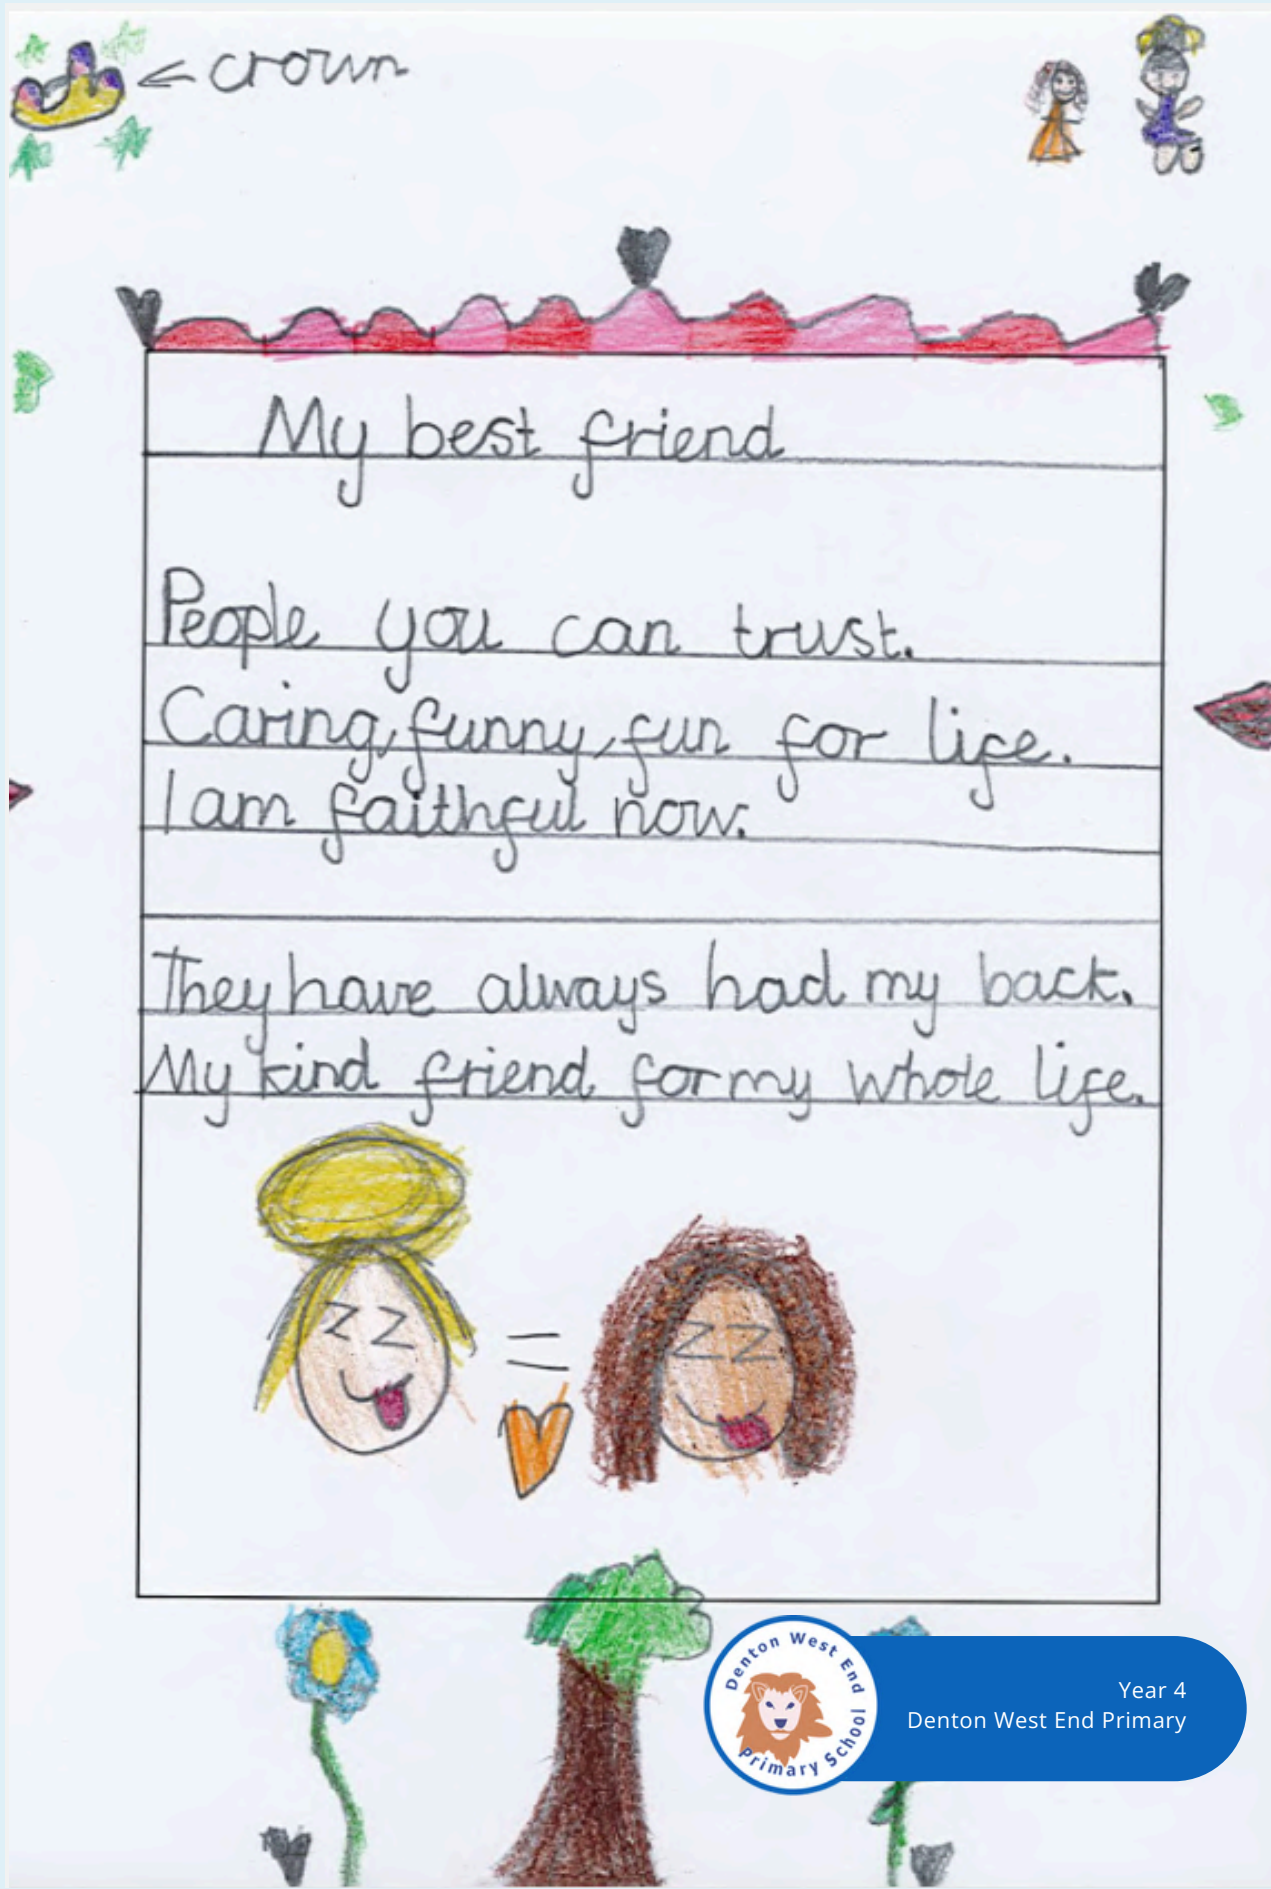 crown
My best friend
People you can trust.
Caring, funny, fun for life.
I am faithful now.
They have always had my back.
My kind friend for my whole life.
zz
=
zz
Denton West End
Primary School
Year 4
Denton West End Primary